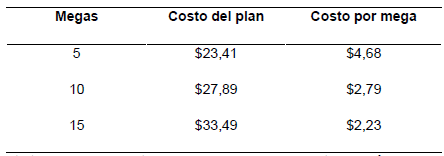 Megas Costo del plan Costo por mega
5 $23,41 $4,68
10 $27,89 $2,79
15 $33,49 $2,23